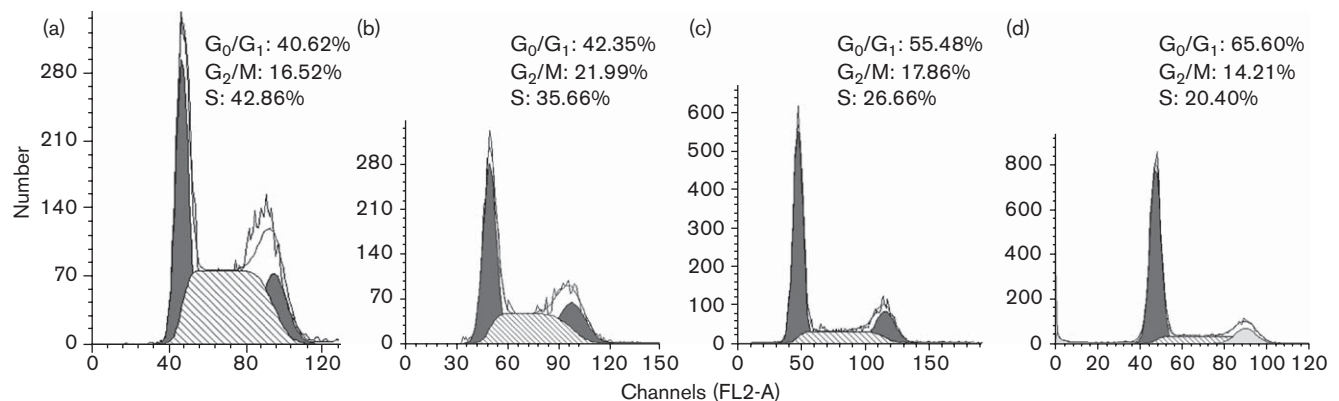 (a)
G₀/G₁: 40.62%
G₂/M: 16.52%
S: 42.86%
280
210
140
70
0
0 40 80 120
Number
(b)
G₀/G₁: 42.35%
G₂/M: 21.99%
S: 35.66%
280
210
140
70
0
0 30 60 90 120 150
(c)
G₀/G₁: 55.48%
G₂/M: 17.86%
S: 26.66%
600
500
400
300
200
100
0
0 50 100 150
(d)
G₀/G₁: 65.60%
G₂/M: 14.21%
S: 20.40%
800
600
400
200
0
0 20 40 60 80 100 120
Channels (FL2-A)